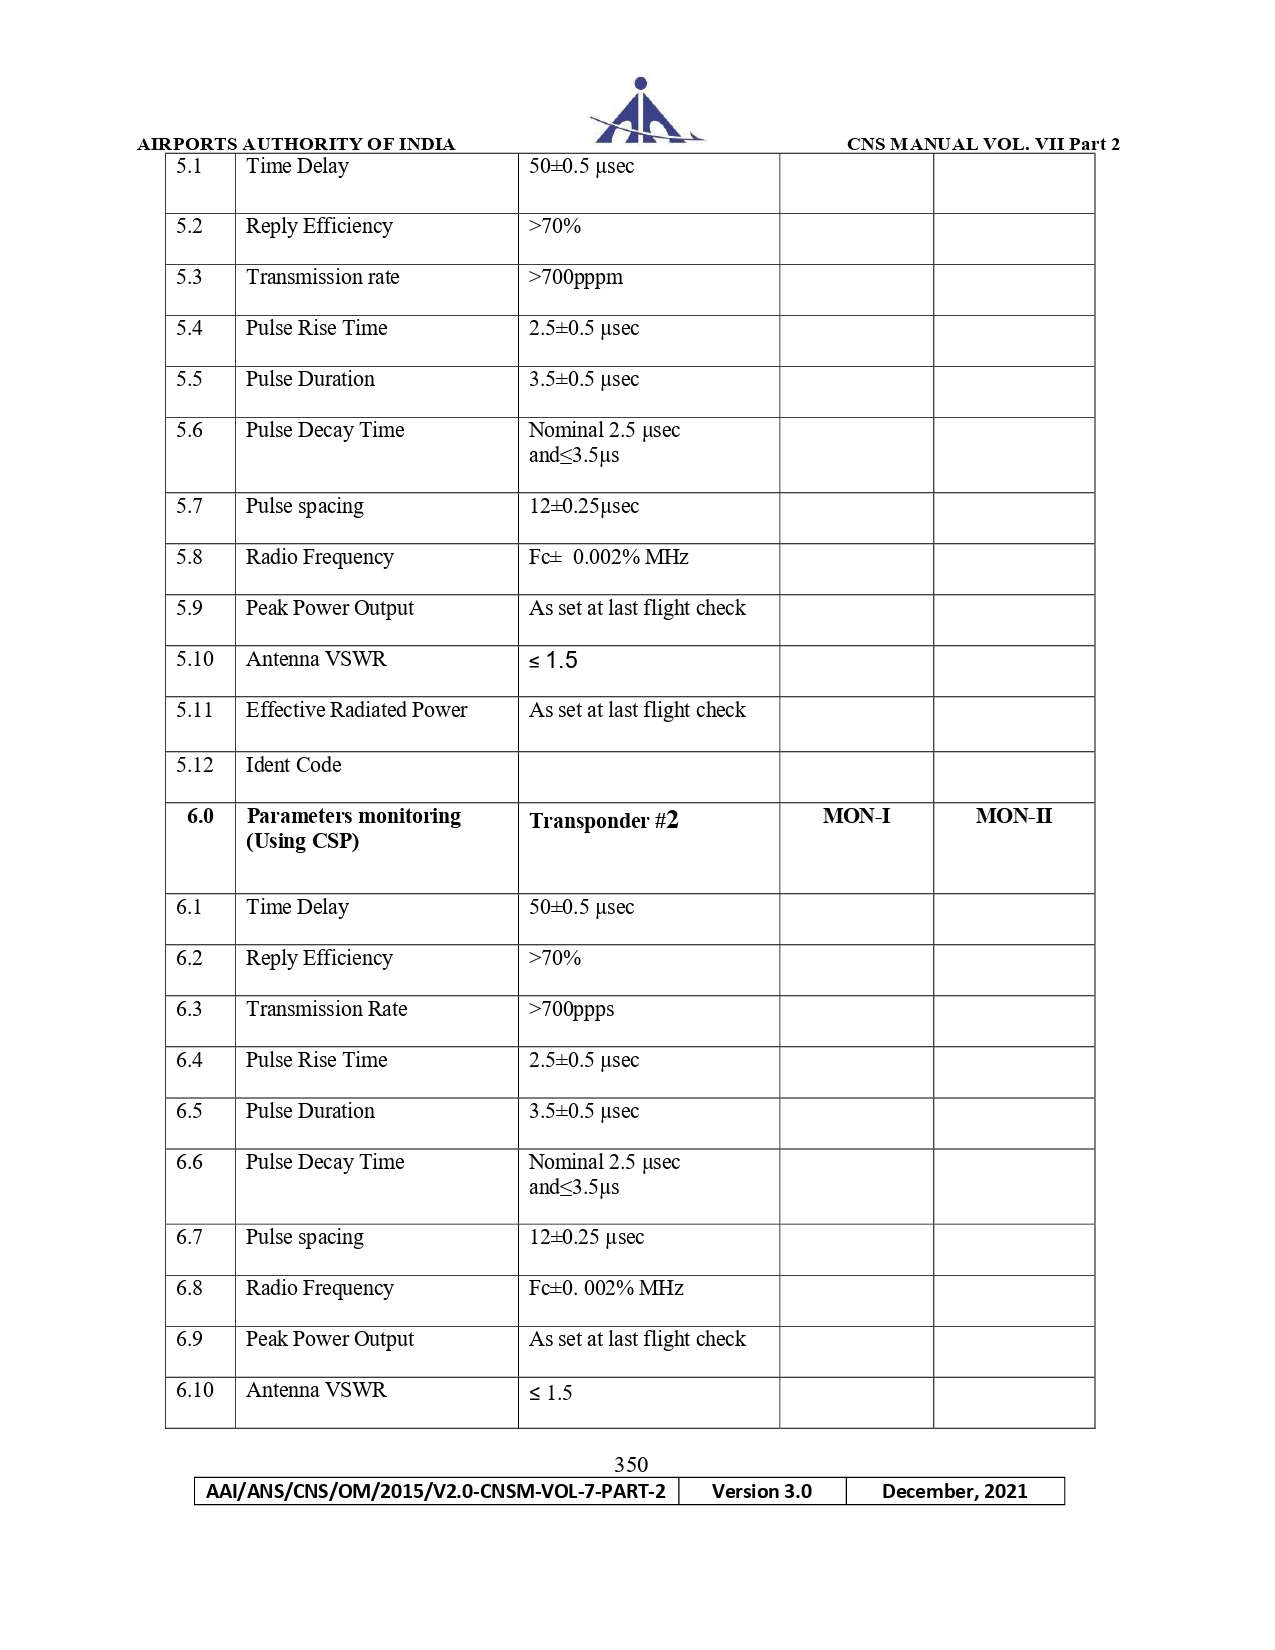 AIRPORTS AUTHORITY OF INDIA CNS MANUAL VOL. VII Part 2
5.1 Time Delay 50±0.5 µsec
5.2 Reply Efficiency >70%
5.3 Transmission rate >700pppm
5.4 Pulse Rise Time 2.5±0.5 µsec
5.5 Pulse Duration 3.5±0.5 µsec
5.6 Pulse Decay Time Nominal 2.5 µsec
and≤3.5µs
5.7 Pulse spacing 12±0.25µsec
5.8 Radio Frequency Fc± 0.002% MHz
5.9 Peak Power Output As set at last flight check
5.10 Antenna VSWR ≤ 1.5
5.11 Effective Radiated Power As set at last flight check
5.12 Ident Code
6.0 Parameters monitoring Transponder #2 MON-I MON-II
(Using CSP)
6.1 Time Delay 50±0.5 µsec
6.2 Reply Efficiency >70%
6.3 Transmission Rate >700ppps
6.4 Pulse Rise Time 2.5±0.5 µsec
6.5 Pulse Duration 3.5±0.5 µsec
6.6 Pulse Decay Time Nominal 2.5 µsec
and≤3.5µs
6.7 Pulse spacing 12±0.25 µsec
6.8 Radio Frequency Fc±0. 002% MHz
6.9 Peak Power Output As set at last flight check
6.10 Antenna VSWR ≤ 1.5
350
AAI/ANS/CNS/OM/2015/V2.0-CNSM-VOL-7-PART-2 Version 3.0 December, 2021